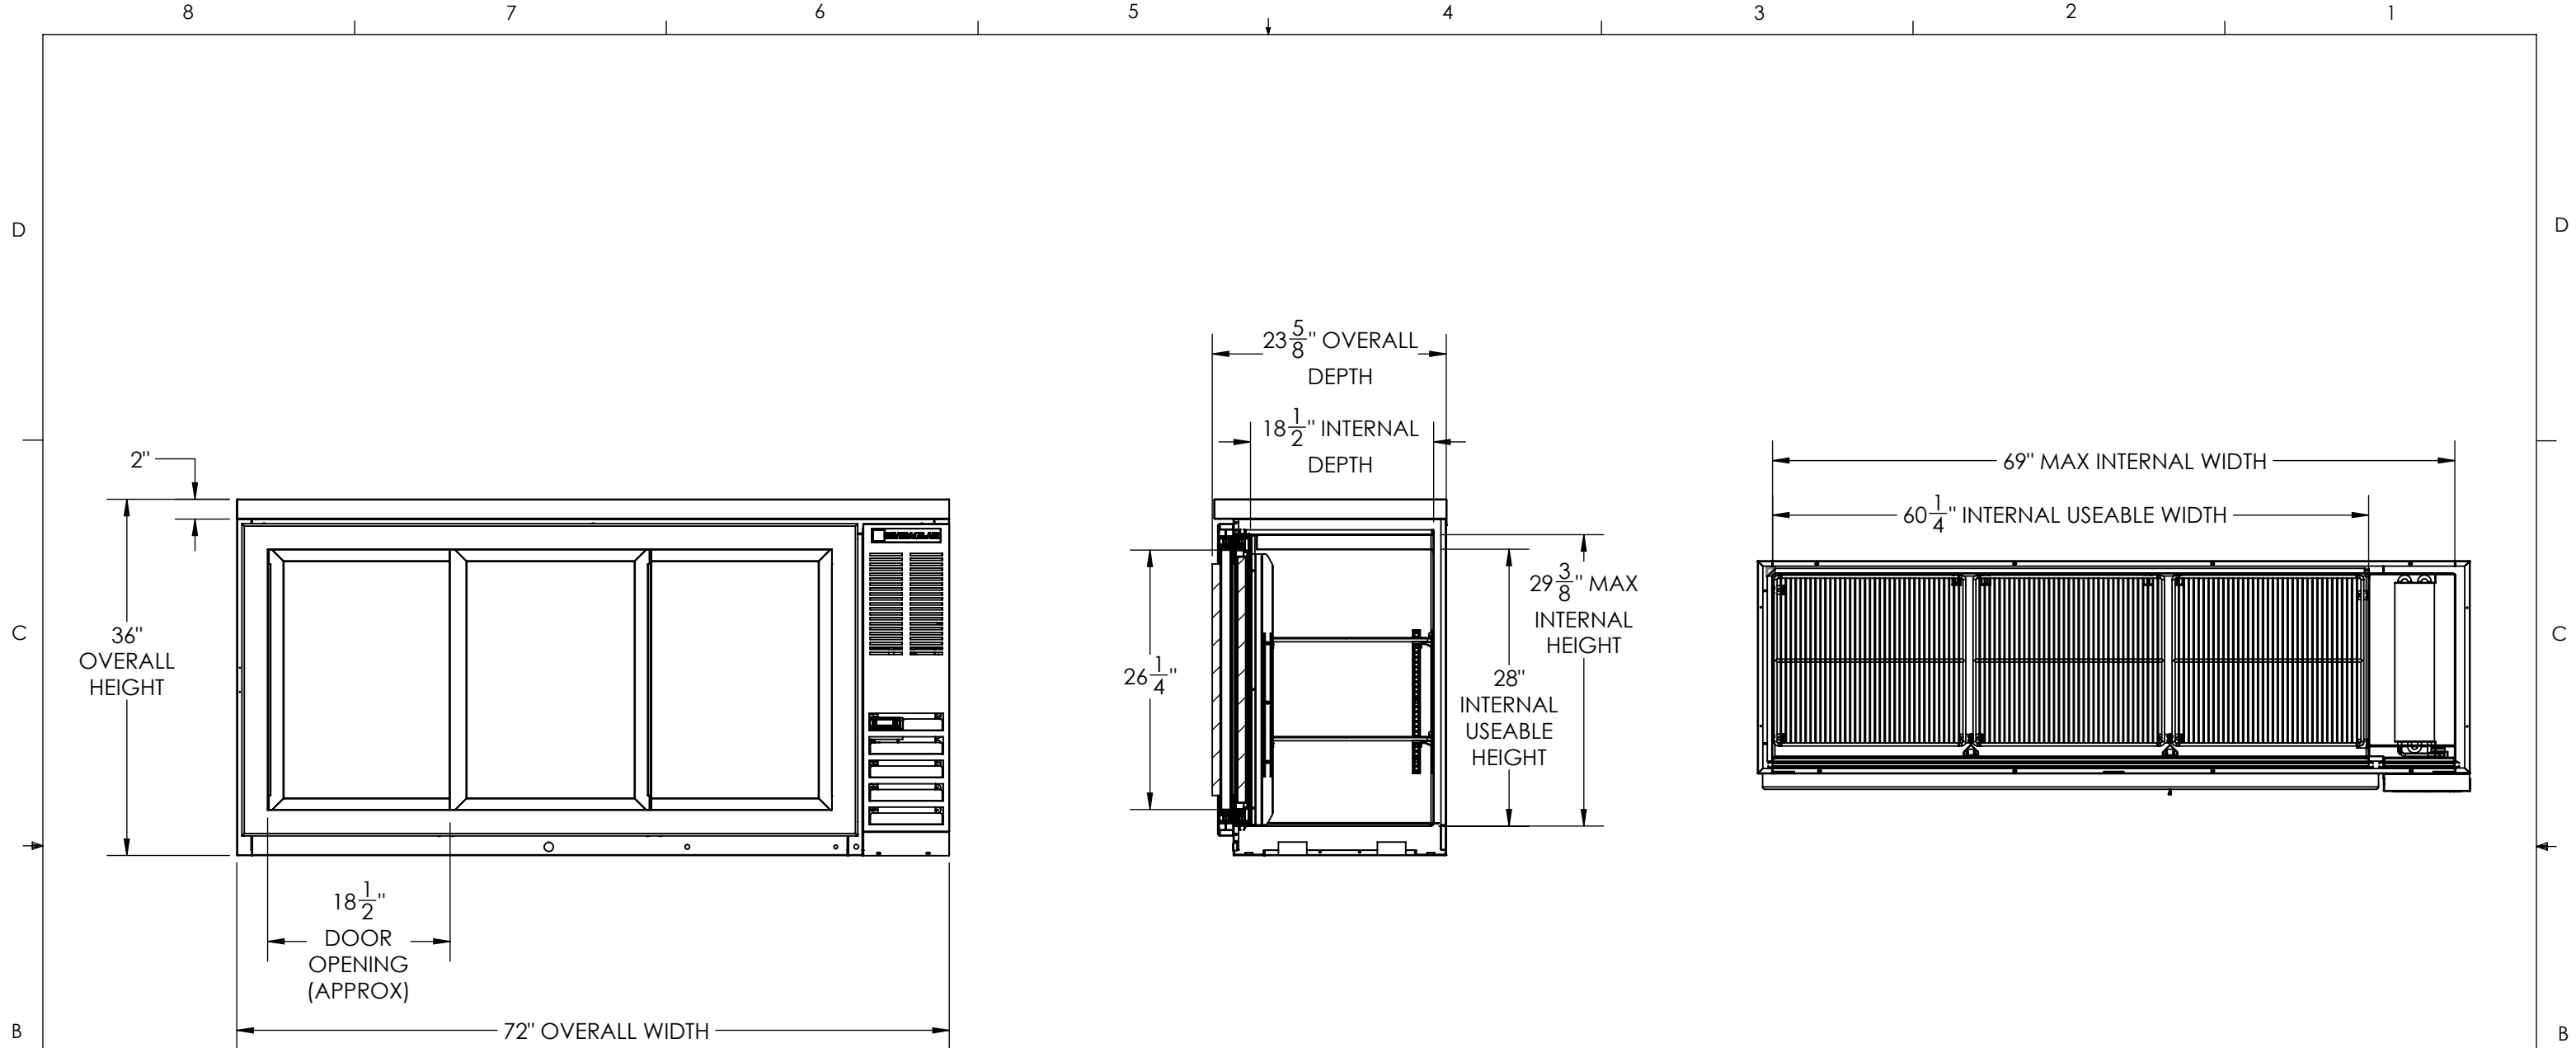 8 7 6 5 4 3 2 1
D D
23 5/8" OVERALL
DEPTH
18 1/2" INTERNAL
DEPTH
2"
69" MAX INTERNAL WIDTH
60 1/4" INTERNAL USEABLE WIDTH
36"
OVERALL
HEIGHT
26 1/4"
29 3/8" MAX
INTERNAL
HEIGHT
28"
INTERNAL
USEABLE
HEIGHT
C C
18 1/2"
DOOR
OPENING
(APPROX)
72" OVERALL WIDTH
B B